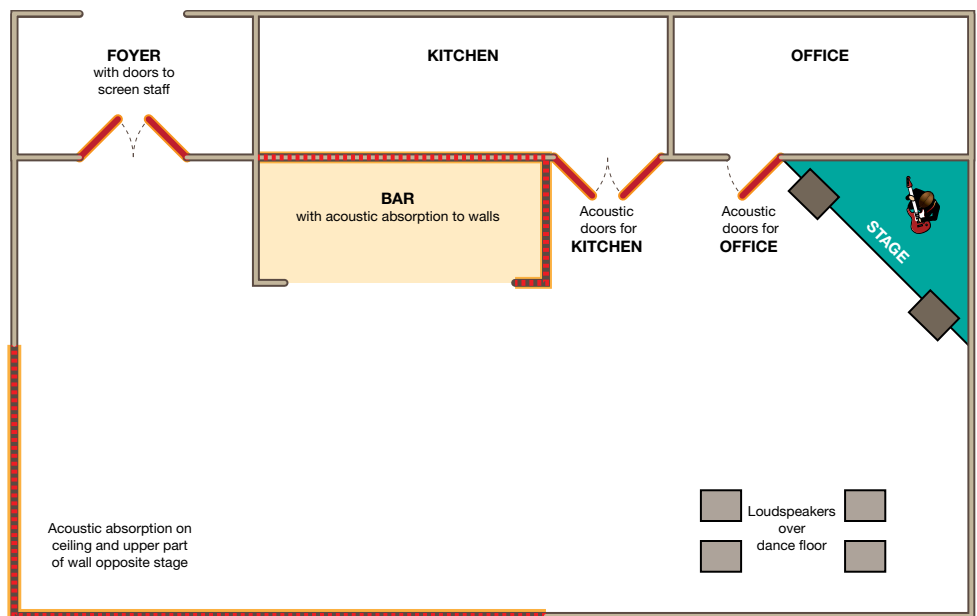 FOYER
with doors to
screen staff
KITCHEN
OFFICE
BAR
with acoustic absorption to walls
Acoustic
doors for
KITCHEN
Acoustic
doors for
OFFICE
STAGE
Acoustic absorption on
ceiling and upper part
of wall opposite stage
Loudspeakers
over
dance floor